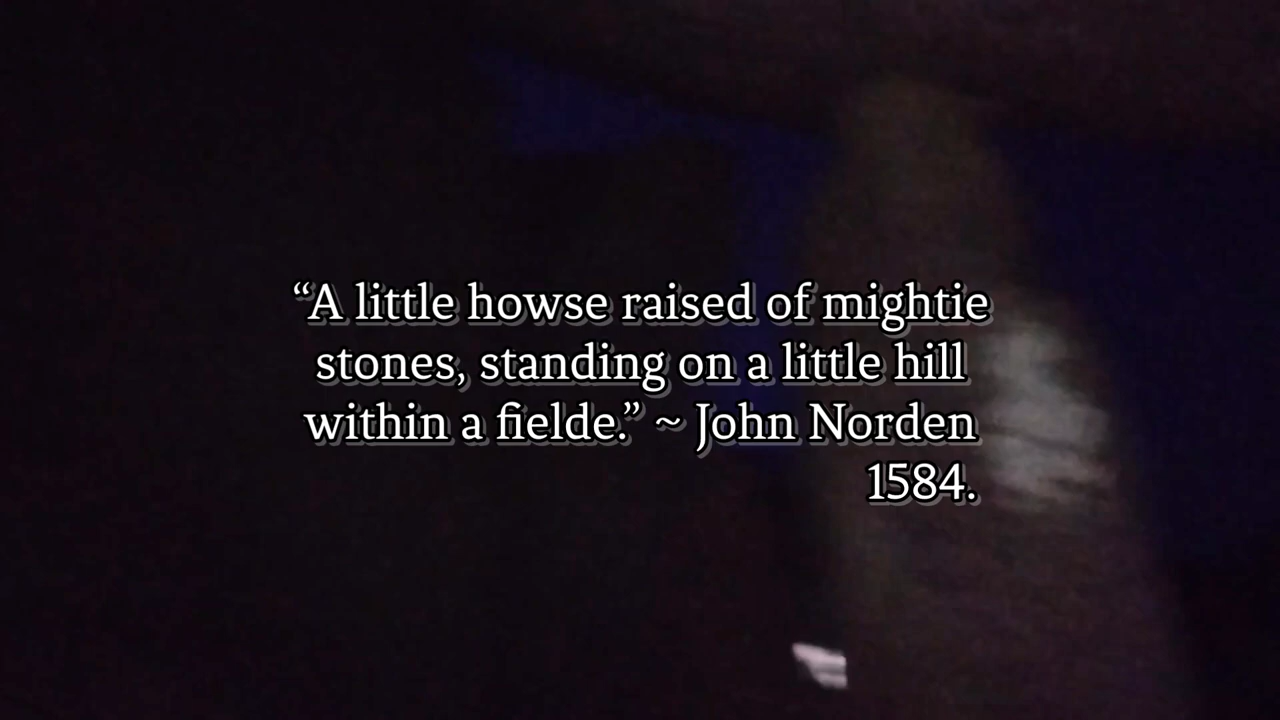 “A little howse raised of mightie
stones, standing on a little hill
within a fielde.” ~ John Norden
1584.